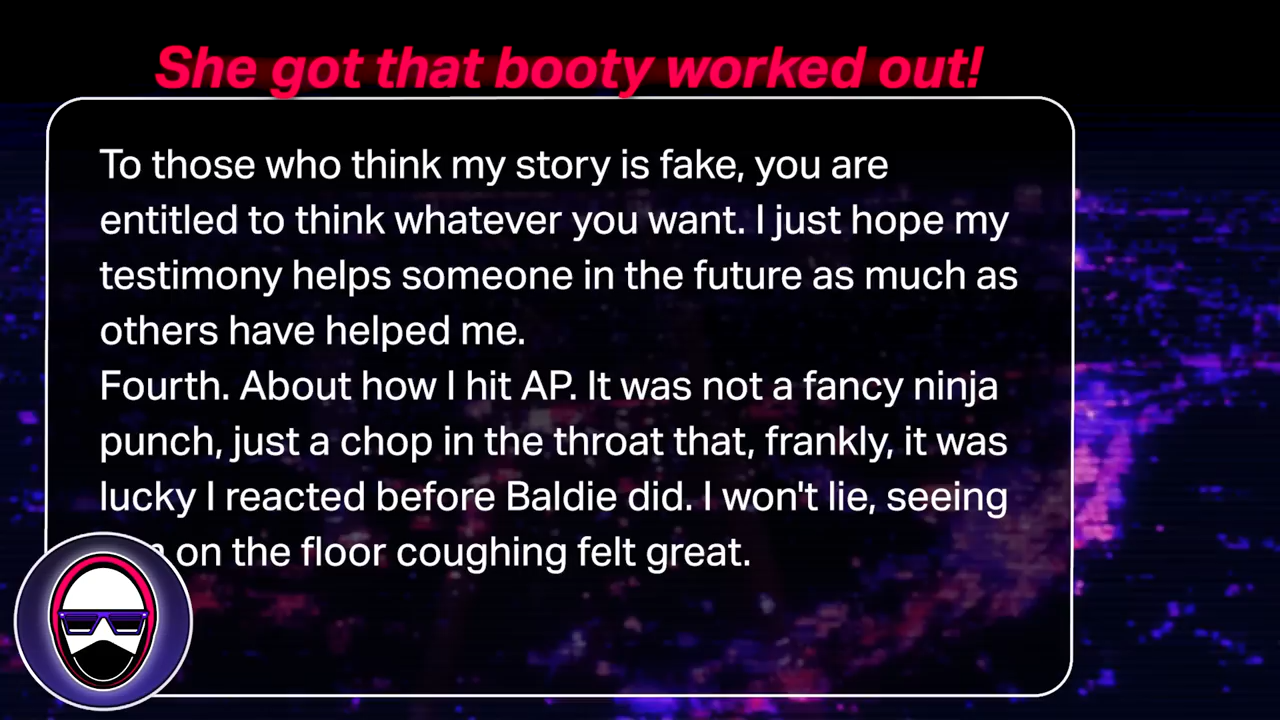 She got that booty worked out!
To those who think my story is fake, you are
entitled to think whatever you want. I just hope my
testimony helps someone in the future as much as
others have helped me.
Fourth. About how I hit AP. It was not a fancy ninja
punch, just a chop in the throat that, frankly, it was
lucky I reacted before Baldie did. I won't lie, seeing
on the floor coughing felt great.